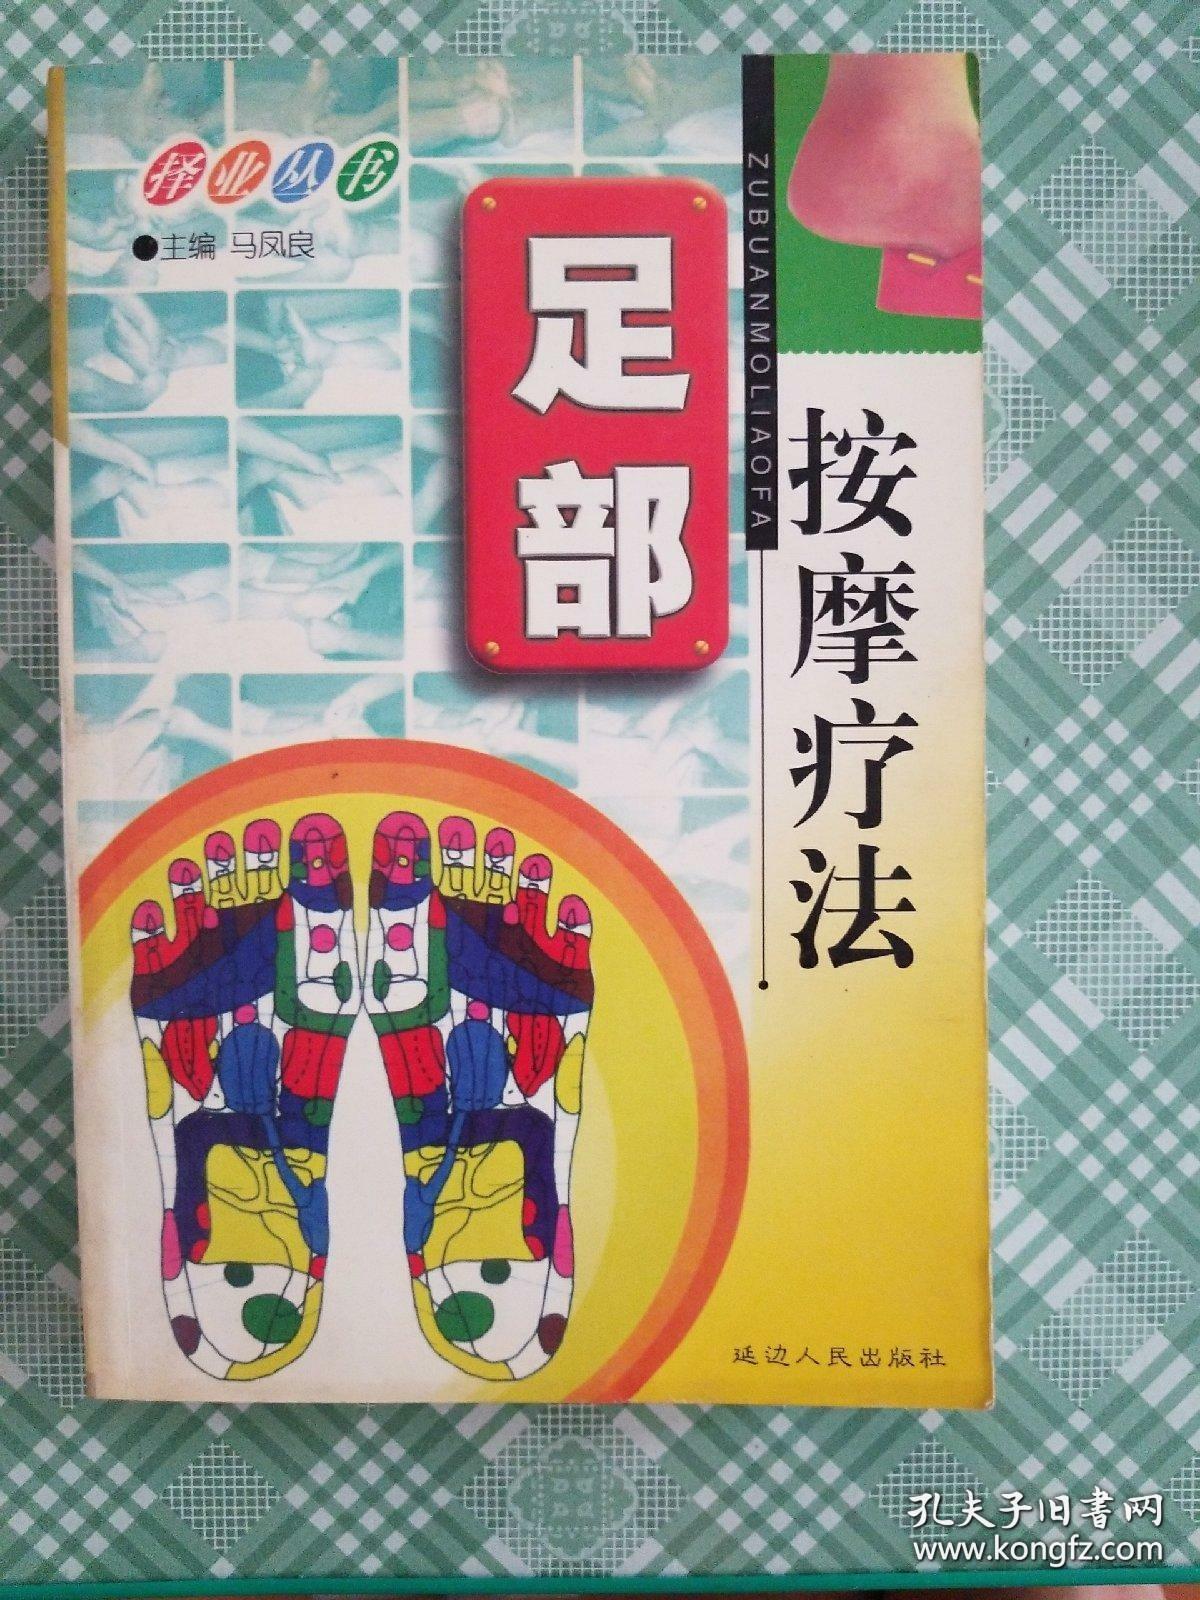 择业丛书
●主编 马凤良
足部
ZUBUANMOLIAOFA
按摩疗法
延边人民出版社
孔夫子旧书网
www.kongfz.com